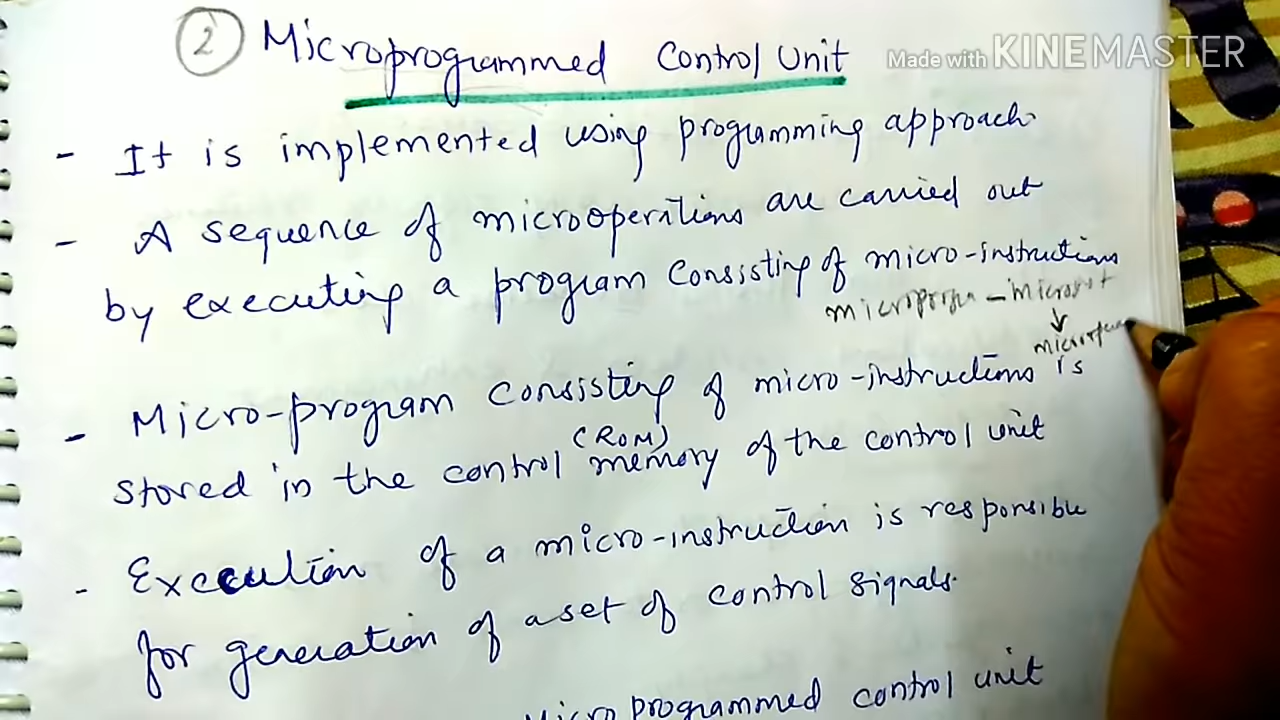 2 Microprogrammed Control Unit
Made with KINEMASTER
- It is implemented using programming approach.
- A sequence of microoperations are carried out
by executing a program consisting of micro-instructions
- Micro-program consisting of micro-instructions is
(ROM)
stored in the control memory of the control unit
- Execution of a micro-instruction is responsible
for generation of a set of control signals.
Micro programmed control unit